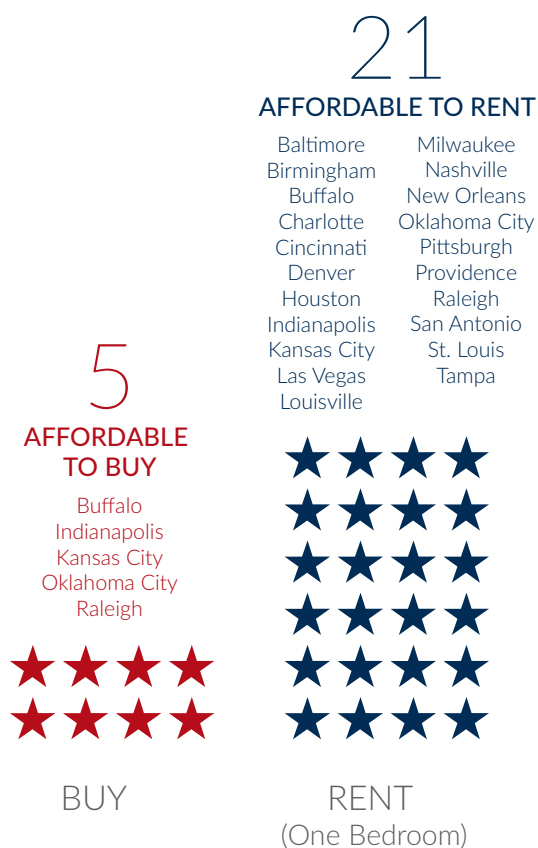 21
AFFORDABLE TO RENT
Baltimore
Birmingham
Buffalo
Charlotte
Cincinnati
Denver
Houston
Indianapolis
Kansas City
Las Vegas
Louisville
Milwaukee
Nashville
New Orleans
Oklahoma City
Pittsburgh
Providence
Raleigh
San Antonio
St. Louis
Tampa
5
AFFORDABLE
TO BUY
Buffalo
Indianapolis
Kansas City
Oklahoma City
Raleigh
BUY
RENT
(One Bedroom)